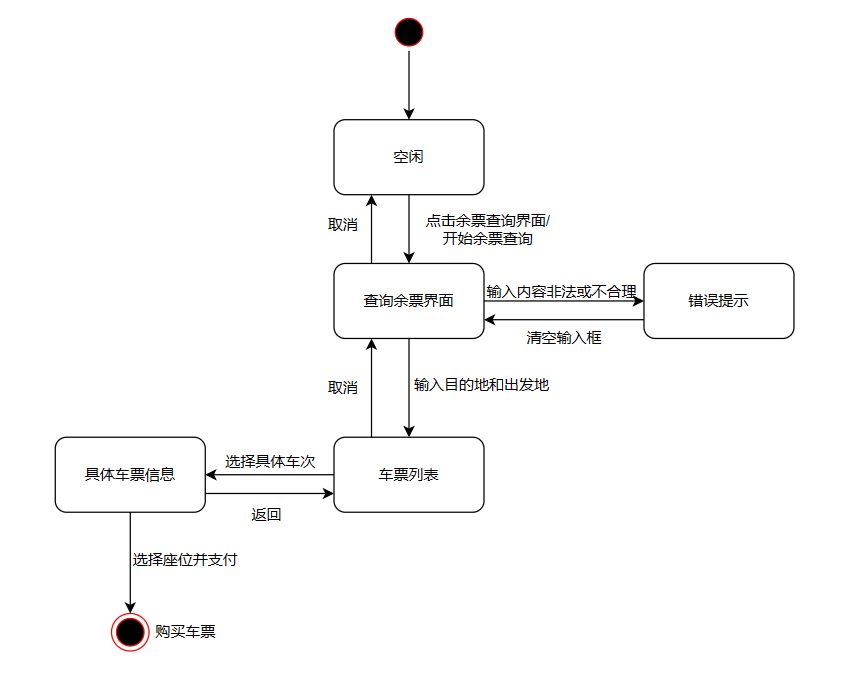 空闲
取消
点击余票查询界面/
开始余票查询
查询余票界面
输入内容非法或不合理
错误提示
清空输入框
取消
输入目的地和出发地
具体车票信息
选择具体车次
车票列表
返回
选择座位并支付
购买车票